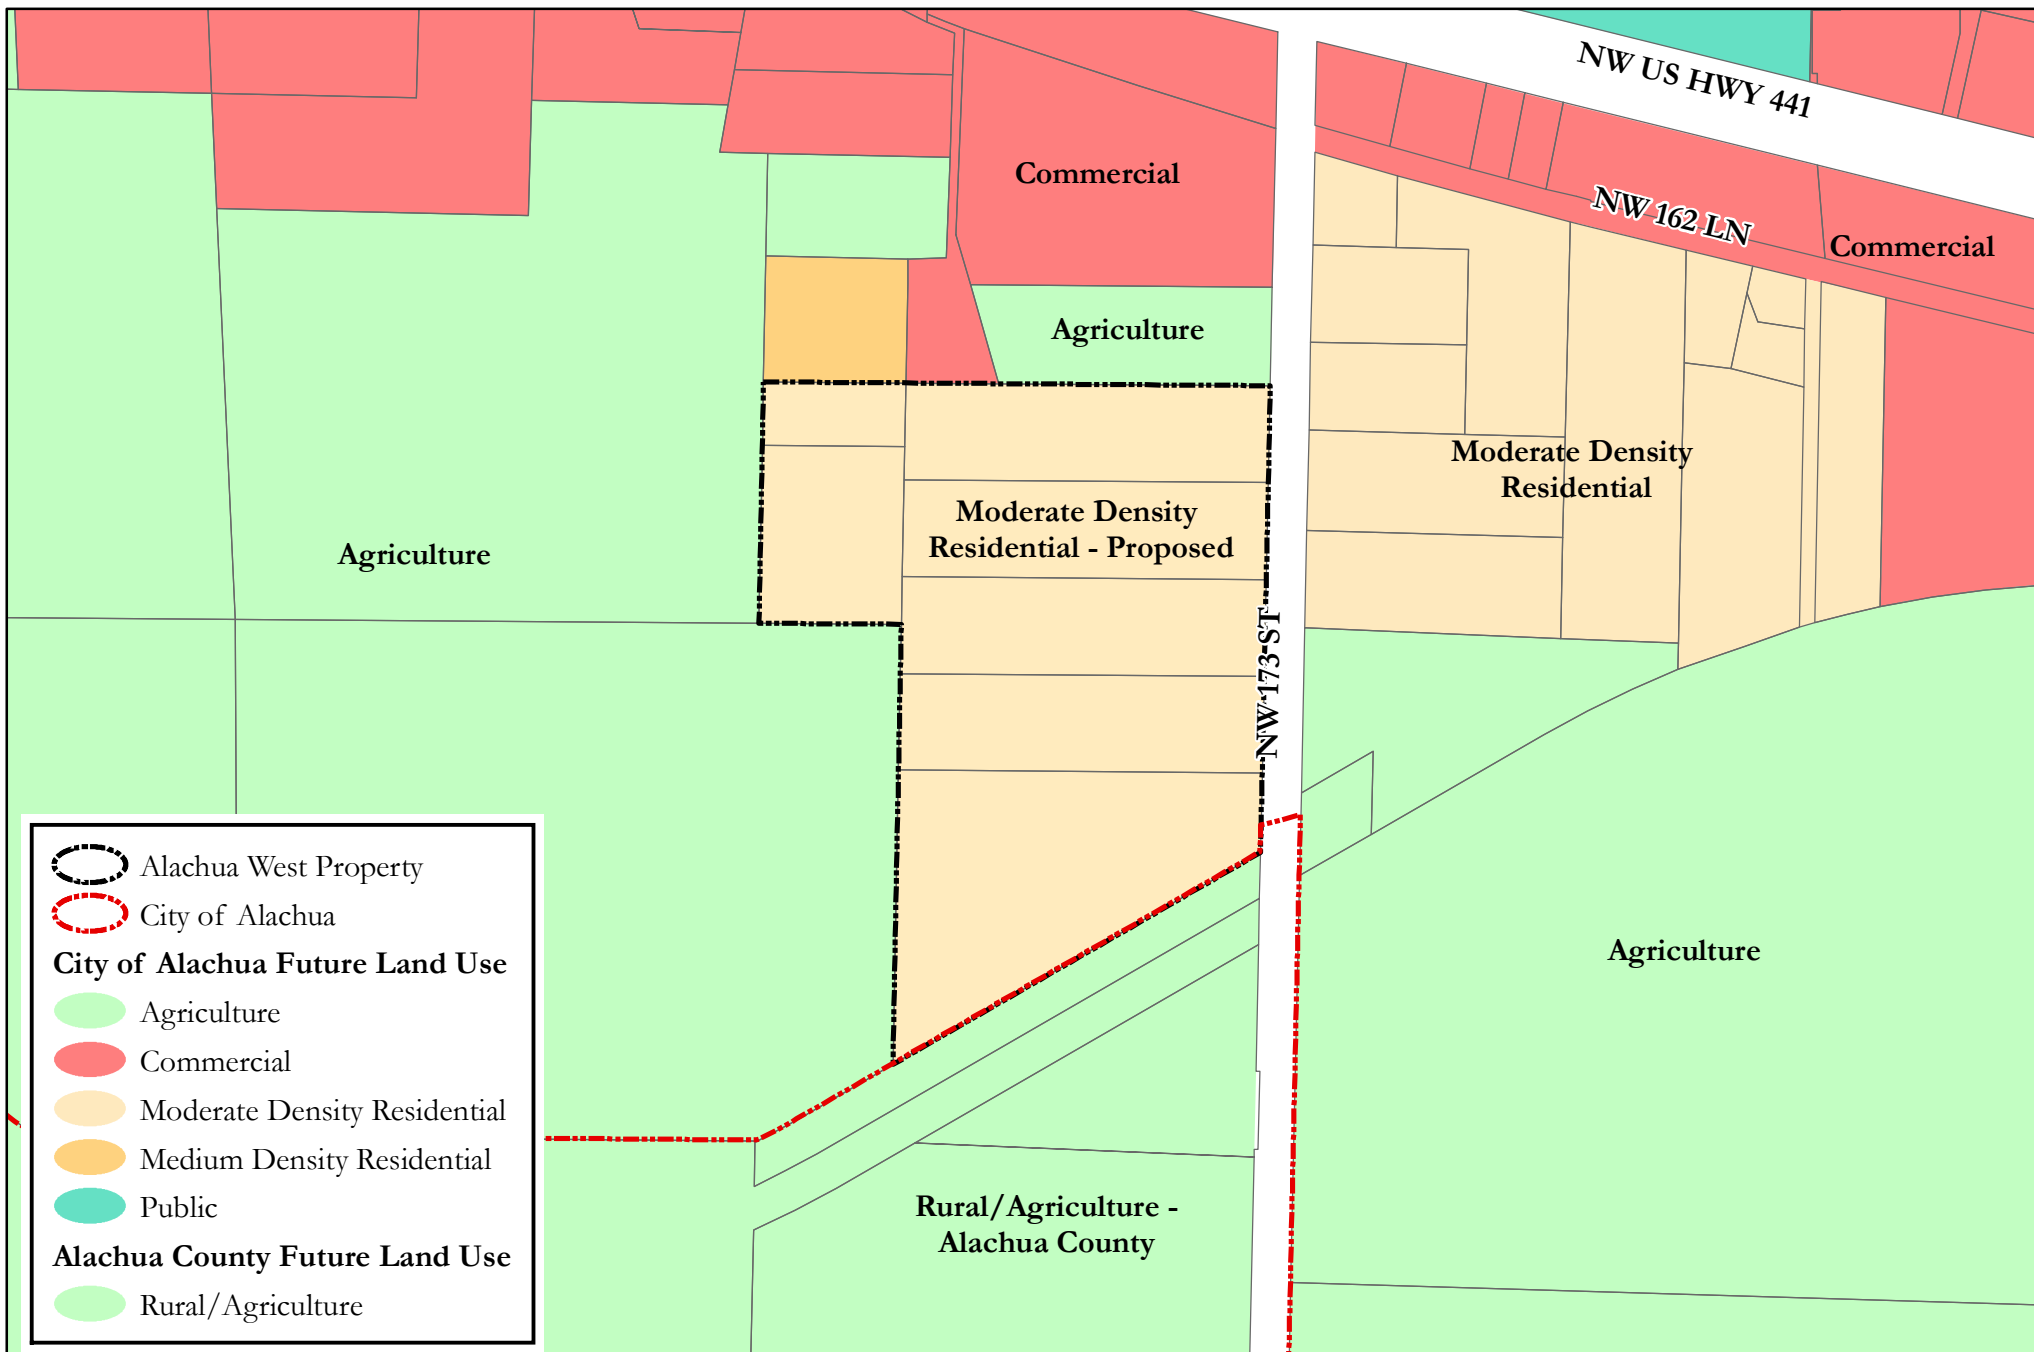 NW US HWY 441
Commercial
NW 162 LN
Commercial
Agriculture
Moderate Density
Residential
Moderate Density
Residential - Proposed
Agriculture
NW 173 ST
Agriculture
Rural/Agriculture -
Alachua County
Alachua West Property
City of Alachua
City of Alachua Future Land Use
Agriculture
Commercial
Moderate Density Residential
Medium Density Residential
Public
Alachua County Future Land Use
Rural/Agriculture